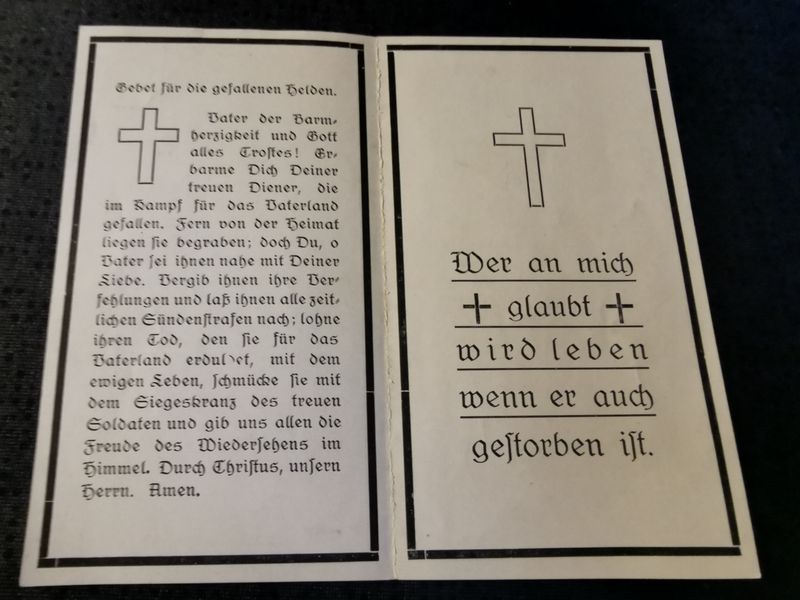 Gebet für die gefallenen Helden.
Vater der Barm-
herzigkeit und Gott
alles Trostes! Er-
barme Dich Deiner
treuen Diener, die
im Kampf für das Vaterland
gefallen. Fern von der Heimat
liegen sie begraben; doch Du, o
Vater sei ihnen nahe mit Deiner
Liebe. Vergib ihnen ihre Ver-
fehlungen und laß ihnen alle zeit-
lichen Sündenstrafen nach; lohne
ihren Tod, den sie für das
Vaterland erduldet, mit dem
ewigen Leben, schmücke sie mit
dem Siegeskranz des treuen
Soldaten und gib uns allen die
Freude des Wiedersehens im
Himmel. Durch Christus, unsern
Herrn. Amen.
Wer an mich
glaubt
wird leben
wenn er auch
gestorben ist.